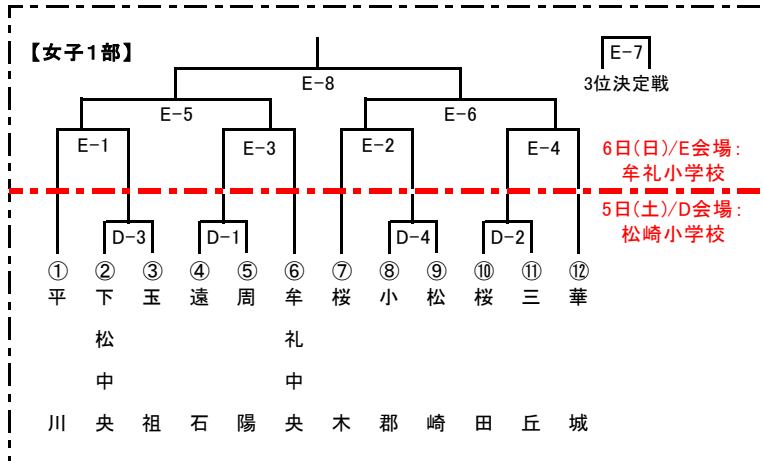 【女子1部】
E-7
E-8
3位決定戦
E-5
E-6
E-1
E-3
E-2
E-4
6日(日)/E会場:
牟礼小学校
5日(土)/D会場:
松崎小学校
D-3
D-1
D-4
D-2
① ② ③ ④ ⑤ ⑥ ⑦ ⑧ ⑨ ⑩ ⑪ ⑫
平川
下松中央
玉祖
遠石
周陽
牟礼中央
桜木
小郡
松崎
桜田
三丘
華城